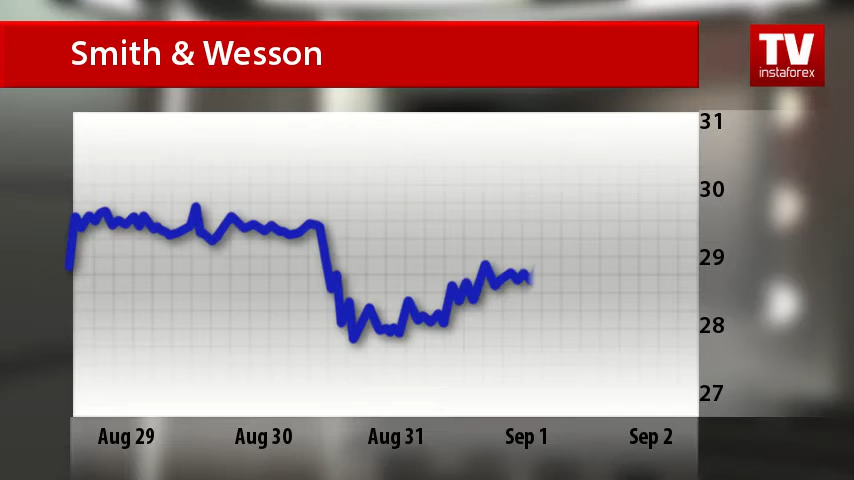 Smith & Wesson
TV
instaforex
31
30
29
28
27
Aug 29 Aug 30 Aug 31 Sep 1 Sep 2